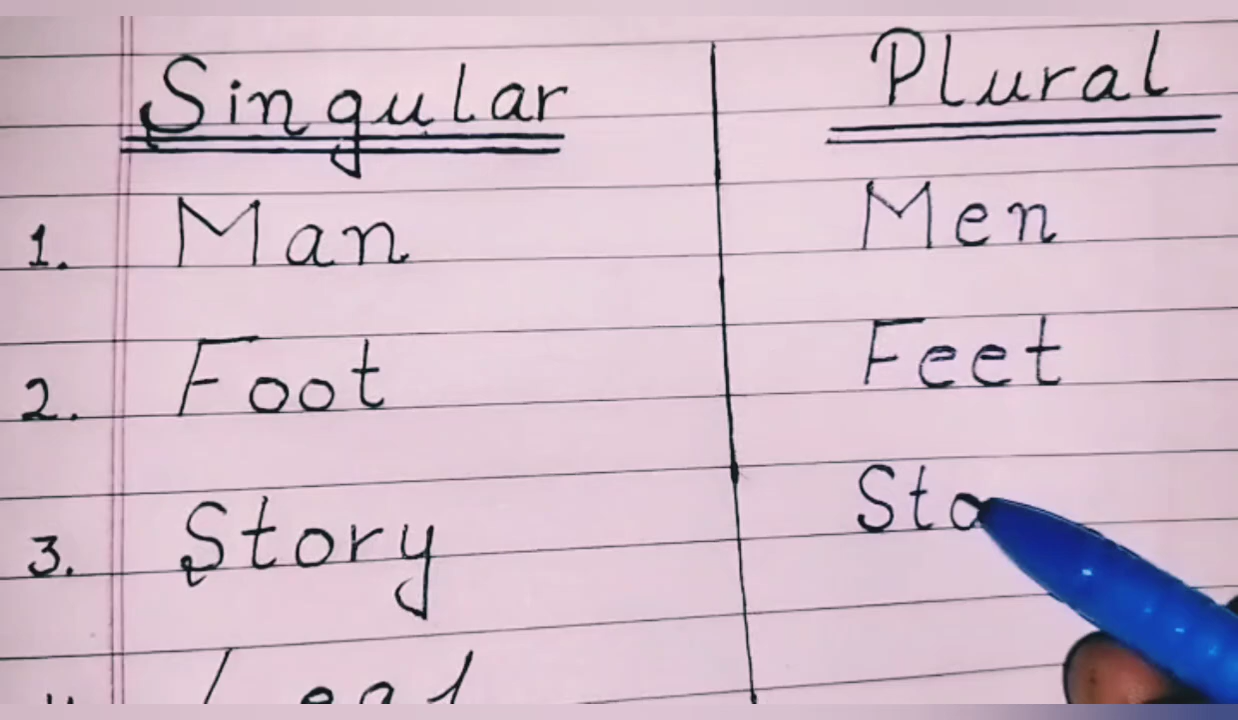 Singular Plural
1. Man Men
2. Foot Feet
3. Story Sto